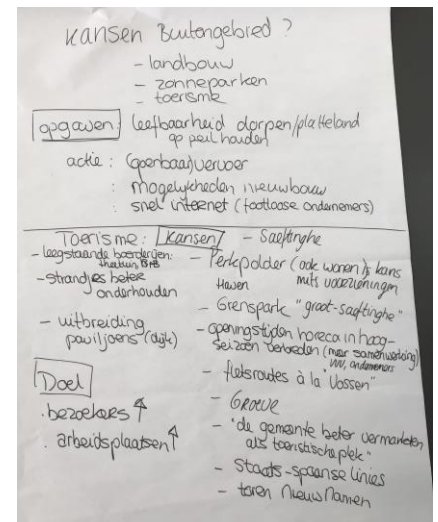 kansen Buitengebied ?
- landbouw
- zonneparken
- toerisme
opgaven: leefbaarheid dorpen/platteland
op peil houden
actie : (openbaar) vervoer
: mogelijkheden nieuwbouw
: snel internet (footloose ondernemers)
Toerisme: Kansen
- leegstaande boerderijen:
theetuin, B&B
- strandjes beter
onderhouden
- uitbreiding
paviljoens (dijk)
Doel
. bezoekers ↑
. arbeidsplaatsen ↑
- Saeftinghe
- Perkpolder (ook wonen) kans
Haven mits voorzieningen
- Grenspark "groot-saeftinghe"
- openingstijden horeca in hoog-
seizoen verbreden (meer samenwerking)
VVV, ondernemers
- fietsroutes à la Vossen"
- Groeve
- "de gemeente beter vermarkten
als toeristische plek"
- Staats-spaanse linies
- toren Nieuw Namen